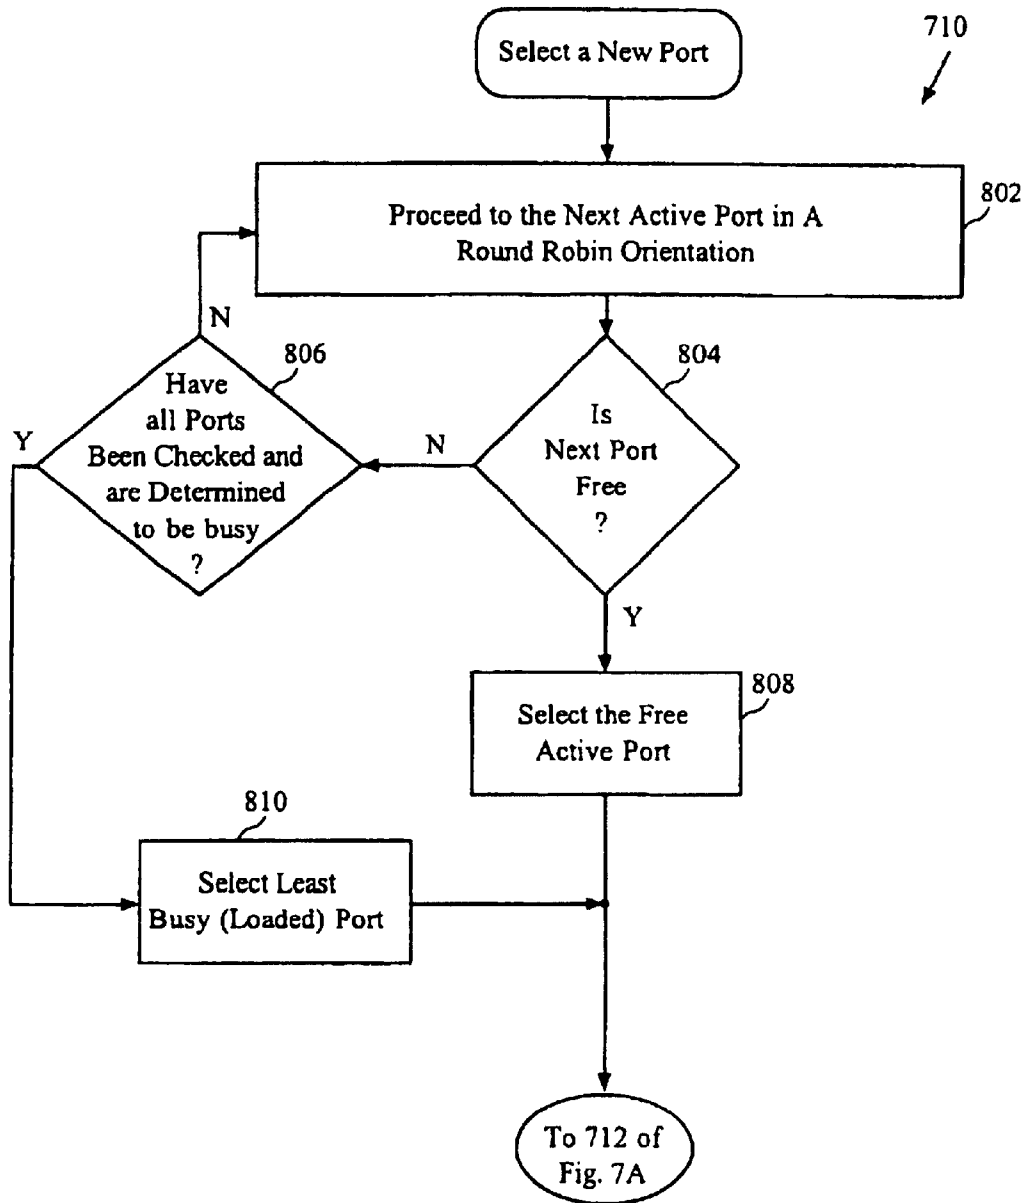 Select a New Port
710
Proceed to the Next Active Port in A
Round Robin Orientation
802
N
806
Have
all Ports
Been Checked and
are Determined
to be busy
?
Y
N
804
Is
Next Port
Free
?
Y
808
Select the Free
Active Port
810
Select Least
Busy (Loaded) Port
To 712 of
Fig. 7A